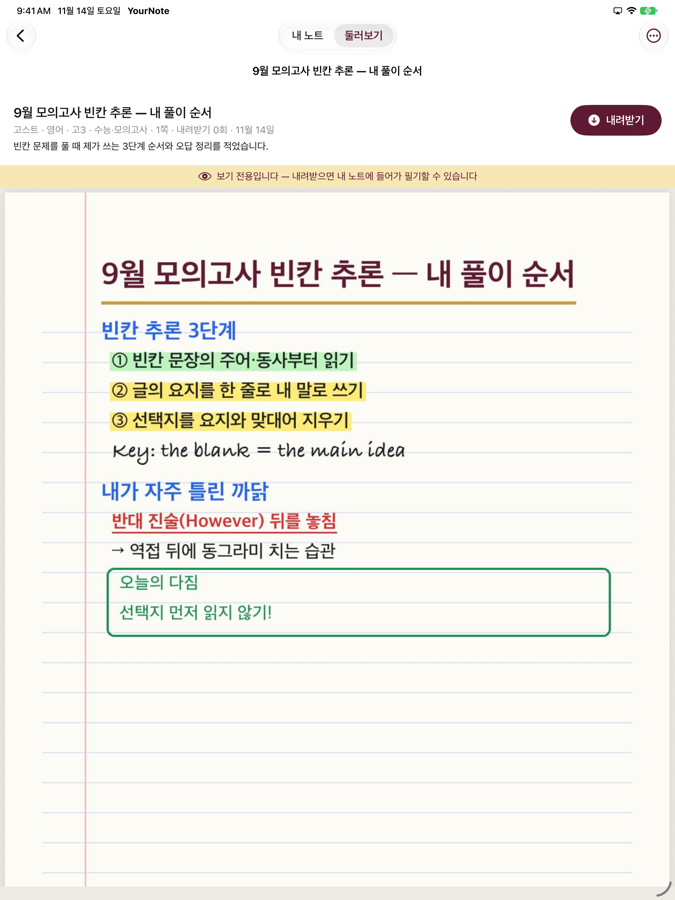 9:41 AM 11월 14일 토요일 YourNote
내 노트 둘러보기
9월 모의고사 빈칸 추론 — 내 풀이 순서
9월 모의고사 빈칸 추론 — 내 풀이 순서
고스트 · 영어 · 고3 · 수능·모의고사 · 1쪽 · 내려받기 0회 · 11월 14일
빈칸 문제를 풀 때 제가 쓰는 3단계 순서와 오답 정리를 적었습니다.
내려받기
보기 전용입니다 — 내려받으면 내 노트에 들어가 필기할 수 있습니다
9월 모의고사 빈칸 추론 — 내 풀이 순서
빈칸 추론 3단계
① 빈칸 문장의 주어·동사부터 읽기
② 글의 요지를 한 줄로 내 말로 쓰기
③ 선택지를 요지와 맞대어 지우기
Key: the blank = the main idea
내가 자주 틀린 까닭
반대 진술(However) 뒤를 놓침
→ 역접 뒤에 동그라미 치는 습관
오늘의 다짐
선택지 먼저 읽지 않기!